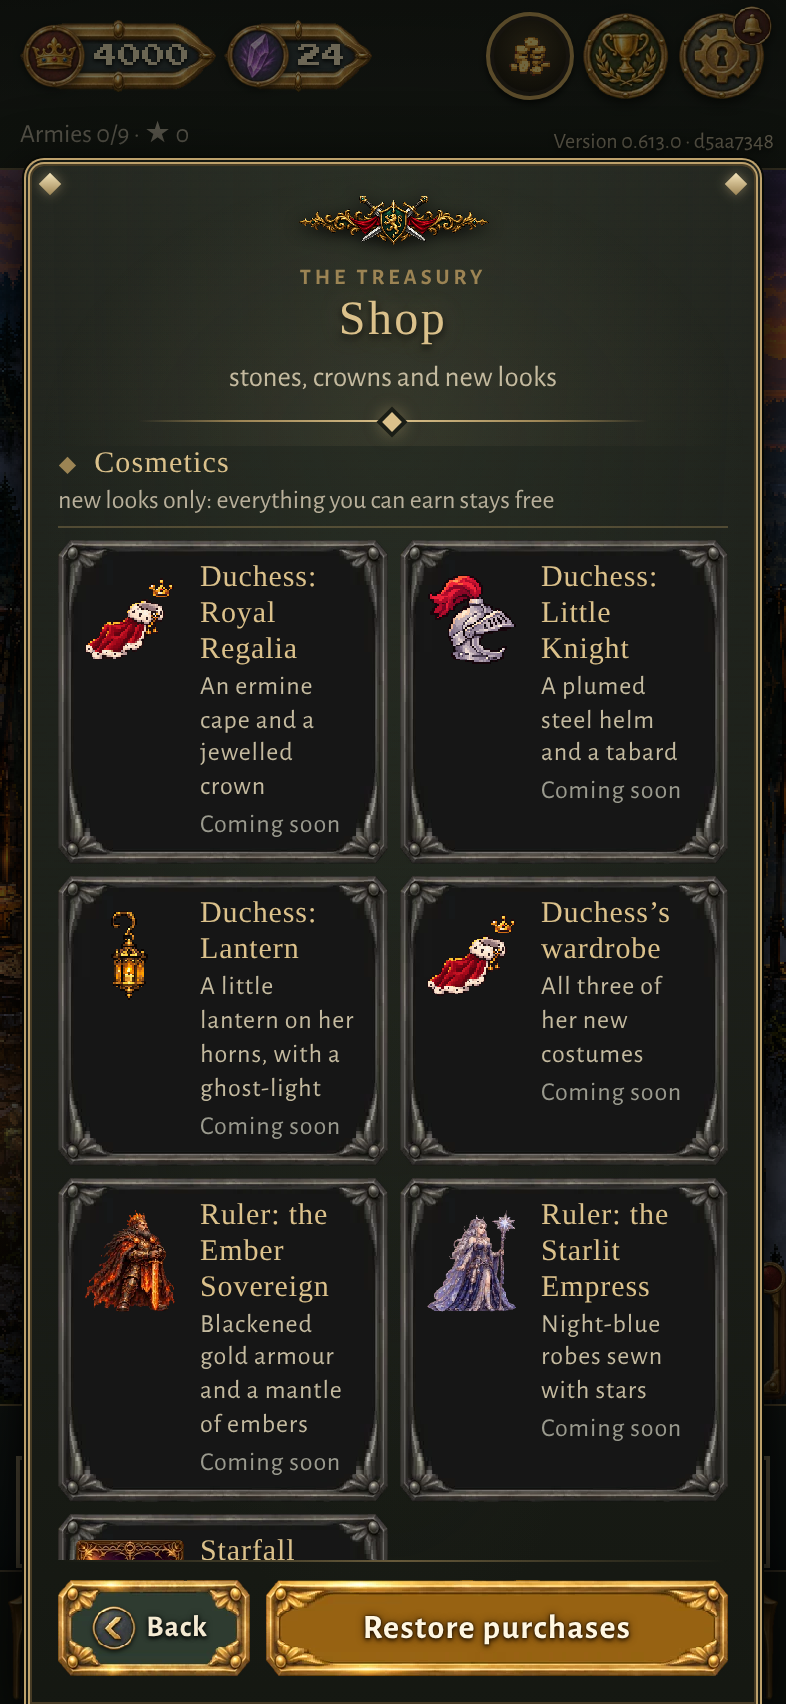 4000
24
Armies 0/9 · ★ 0
Version 0.613.0 · d5aa7348
THE TREASURY
Shop
stones, crowns and new looks
Cosmetics
new looks only: everything you can earn stays free
Duchess:
Royal
Regalia
An ermine
cape and a
jewelled
crown
Coming soon
Duchess:
Little
Knight
A plumed
steel helm
and a tabard
Coming soon
Duchess:
Lantern
A little
lantern on her
horns, with a
ghost-light
Coming soon
Duchess’s
wardrobe
All three of
her new
costumes
Coming soon
Ruler: the
Ember
Sovereign
Blackened
gold armour
and a mantle
of embers
Coming soon
Ruler: the
Starlit
Empress
Night-blue
robes sewn
with stars
Coming soon
Starfall
Back
Restore purchases